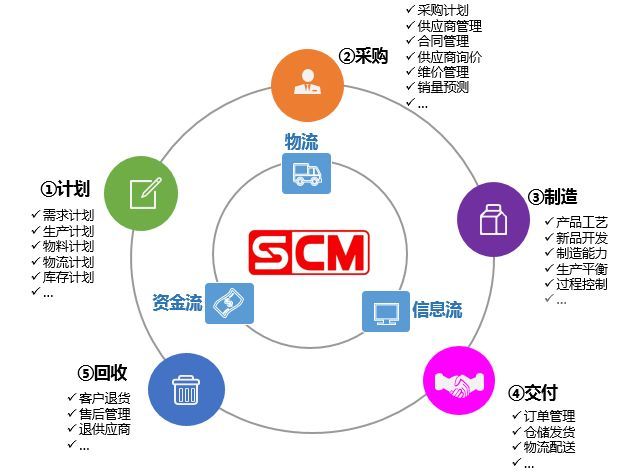 ①计划
✓需求计划
✓生产计划
✓物料计划
✓物流计划
✓库存计划
✓...
②采购
✓采购计划
✓供应商管理
✓合同管理
✓供应商询价
✓维价管理
✓销量预测
✓...
③制造
✓产品工艺
✓新品开发
✓制造能力
✓生产平衡
✓过程控制
✓...
④交付
✓订单管理
✓仓储发货
✓物流配送
✓...
⑤回收
✓客户退货
✓售后管理
✓退供应商
✓...
物流
SCM
资金流
信息流